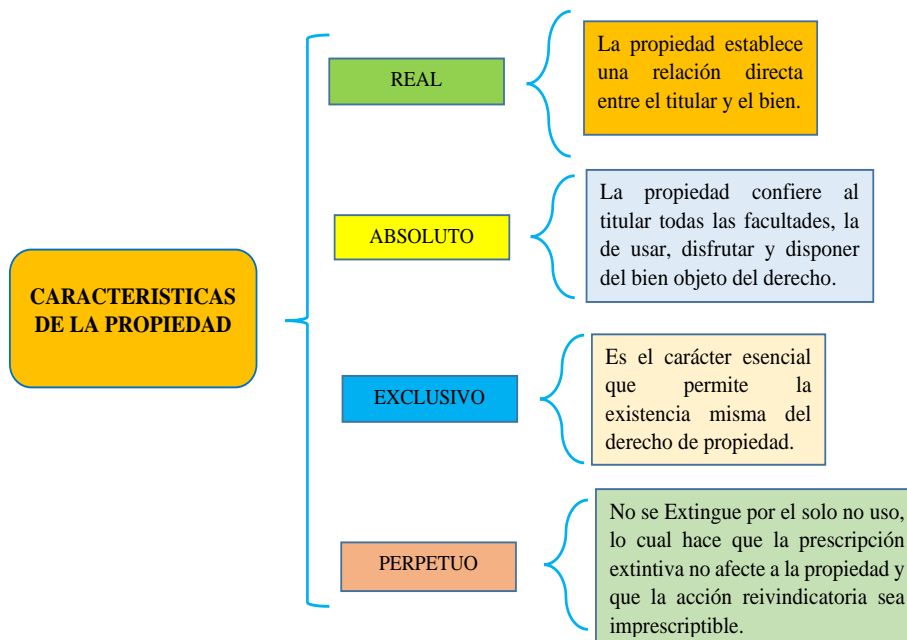 CARACTERISTICAS
DE LA PROPIEDAD
REAL
La propiedad establece
una relación directa
entre el titular y el bien.
ABSOLUTO
La propiedad confiere al
titular todas las facultades, la
de usar, disfrutar y disponer
del bien objeto del derecho.
EXCLUSIVO
Es el carácter esencial
que permite la
existencia misma del
derecho de propiedad.
PERPETUO
No se Extingue por el solo no uso,
lo cual hace que la prescripción
extintiva no afecte a la propiedad y
que la acción reivindicatoria sea
imprescriptible.